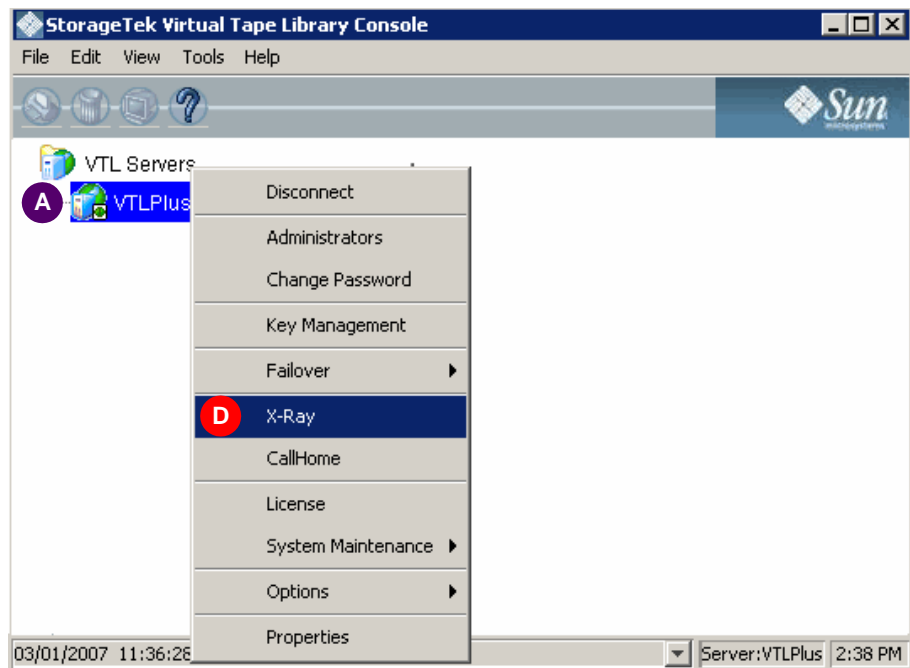 StorageTek Virtual Tape Library Console
File Edit View Tools Help
Sun
microsystems
VTL Servers
A VTLPlus
Disconnect
Administrators
Change Password
Key Management
Failover
D X-Ray
CallHome
License
System Maintenance
Options
Properties
03/01/2007 11:36:28 Server:VTLPlus 2:38 PM